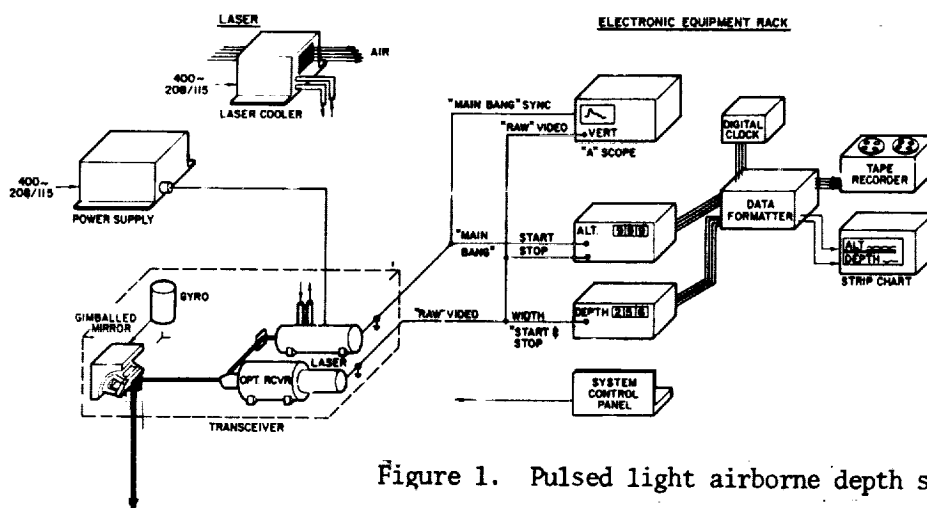 LASER
ELECTRONIC EQUIPMENT RACK
AIR
400~
208/115
LASER COOLER
"MAIN BANG" SYNC
"RAW" VIDEO
VERT
"A" SCOPE
DIGITAL
CLOCK
TAPE
RECORDER
400~
208/115
POWER SUPPLY
DATA
FORMATTER
"MAIN
BANG"
START
STOP
ALT. 999
ALT
DEPTH
STRIP CHART
GYRO
GIMBALLED
MIRROR
"RAW" VIDEO
WIDTH
"START &
STOP
DEPTH 256
LASER
OPT. RCVR
TRANSCEIVER
SYSTEM
CONTROL
PANEL
Figure 1. Pulsed light airborne depth s